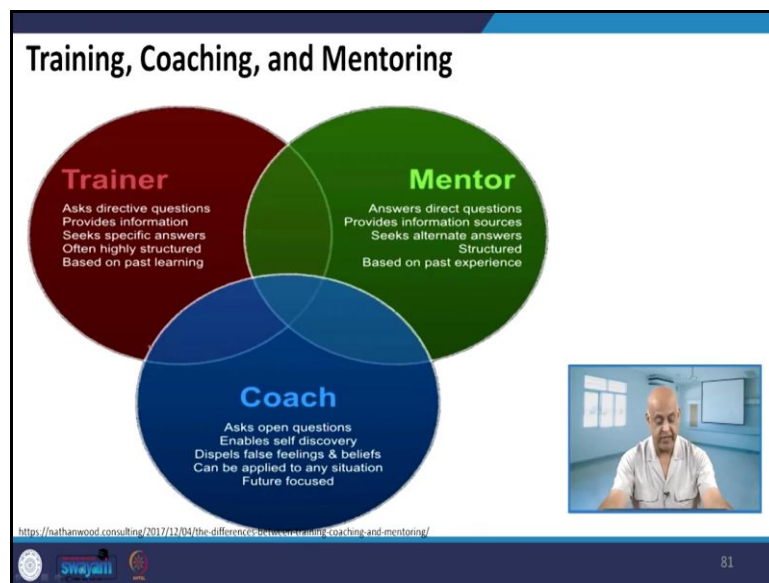 Training, Coaching, and Mentoring
Trainer
Asks directive questions
Provides information
Seeks specific answers
Often highly structured
Based on past learning
Mentor
Answers direct questions
Provides information sources
Seeks alternate answers
Structured
Based on past experience
Coach
Asks open questions
Enables self discovery
Dispels false feelings & beliefs
Can be applied to any situation
Future focused
https://nathanwood.consulting/2017/12/04/the-differences-between-training-coaching-and-mentoring/
swayam
81